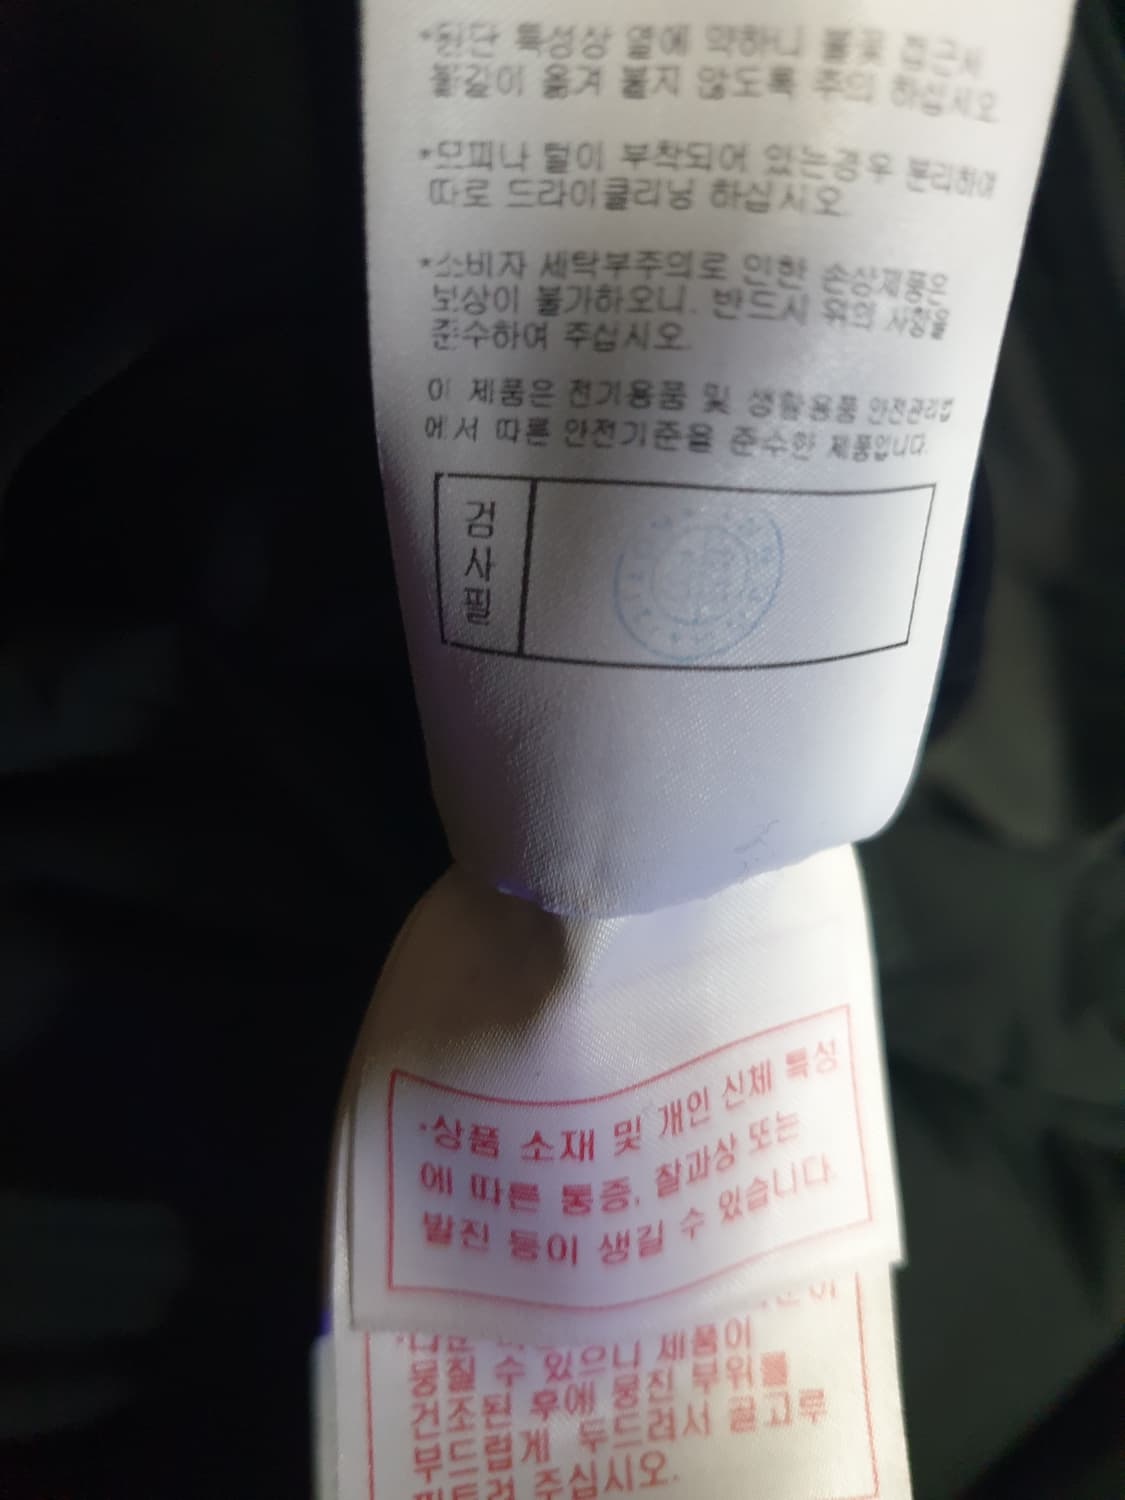 *원단 특성상 열에 약하니 불꽃 접근시
불길이 옮겨 붙지 않도록 주의 하십시오
*모피나 털이 부착되어 있는경우 분리하여
따로 드라이클리닝 하십시오
*소비자 세탁부주의로 인한 손상제품은
보상이 불가하오니. 반드시 위의 사항을
준수하여 주십시오
이 제품은 전기용품 및 생활용품 안전관리법
에서 따른 안전기준을 준수한 제품입니다.
검
사
필
·상품 소재 및 개인 신체 특성
에 따른 통증, 찰과상 또는
발진 등이 생길 수 있습니다.
뭉칠 수 있으니 제품이
건조된 후에 뭉친 부위를
부드럽게 두드려서 골고루
주십시오.